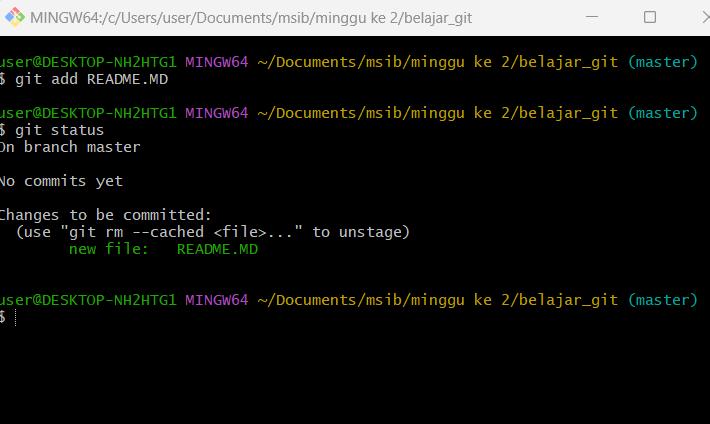 MINGW64:/c/Users/user/Documents/msib/minggu ke 2/belajar_git
user@DESKTOP-NH2HTG1 MINGW64 ~/Documents/msib/minggu ke 2/belajar_git (master)
$ git add README.MD
user@DESKTOP-NH2HTG1 MINGW64 ~/Documents/msib/minggu ke 2/belajar_git (master)
$ git status
On branch master
No commits yet
Changes to be committed:
  (use "git rm --cached <file>..." to unstage)
        new file:   README.MD
user@DESKTOP-NH2HTG1 MINGW64 ~/Documents/msib/minggu ke 2/belajar_git (master)
$